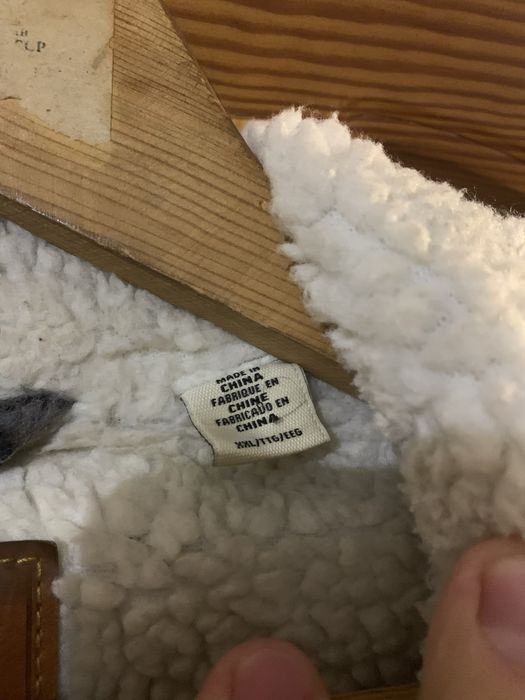 MADE IN
CHINA
FABRIQUE EN
CHINE
FABRICADO EN
CHINA
XXL/TTG/EEG